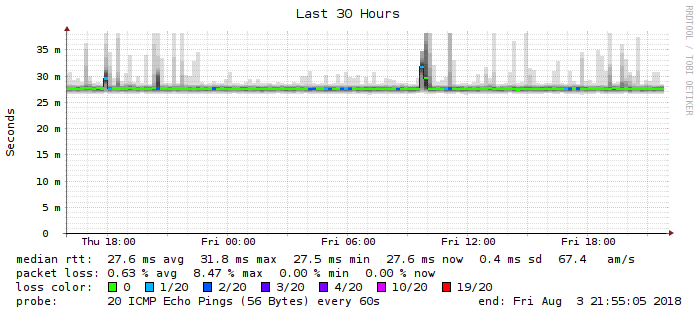 Last 30 Hours
RRDTOOL / TOBI OETIKER
Seconds
35 m
30 m
25 m
20 m
15 m
10 m
5 m
0
Thu 18:00 Fri 00:00 Fri 06:00 Fri 12:00 Fri 18:00
median rtt: 27.6 ms avg 31.8 ms max 27.5 ms min 27.6 ms now 0.4 ms sd 67.4 am/s
packet loss: 0.63 % avg 8.47 % max 0.00 % min 0.00 % now
loss color: 0 1/20 2/20 3/20 4/20 10/20 19/20
probe: 20 ICMP Echo Pings (56 Bytes) every 60s end: Fri Aug 3 21:55:05 2018